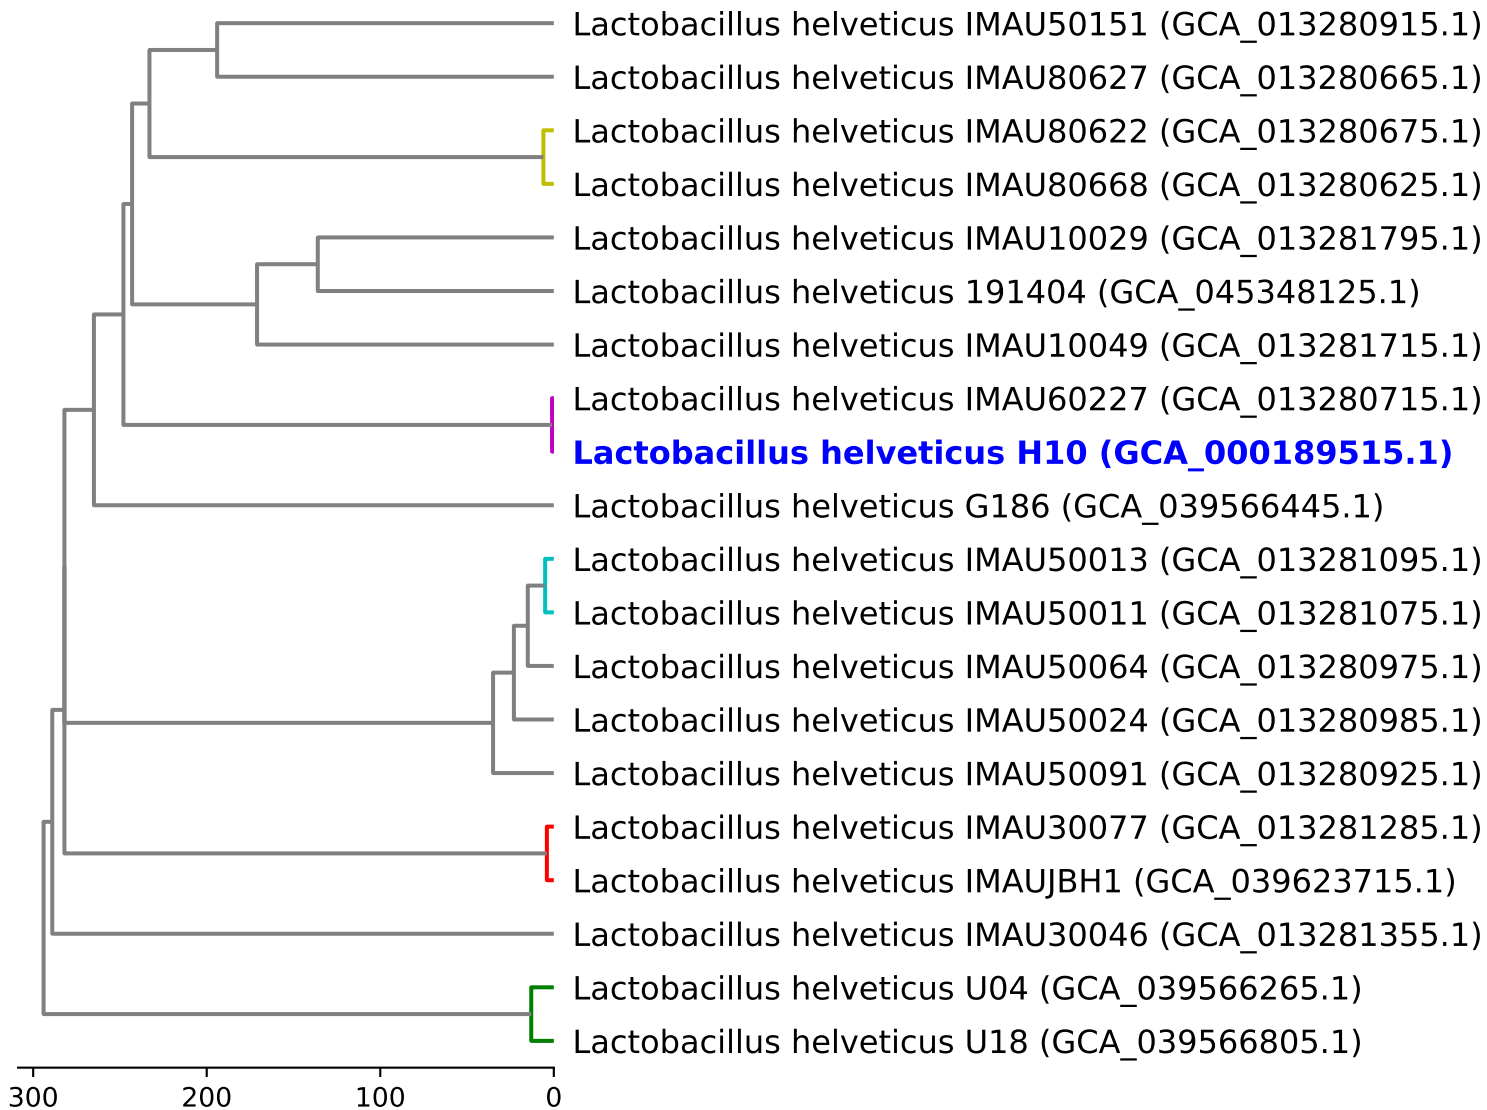 Lactobacillus helveticus IMAU50151 (GCA_013280915.1)
Lactobacillus helveticus IMAU80627 (GCA_013280665.1)
Lactobacillus helveticus IMAU80622 (GCA_013280675.1)
Lactobacillus helveticus IMAU80668 (GCA_013280625.1)
Lactobacillus helveticus IMAU10029 (GCA_013281795.1)
Lactobacillus helveticus 191404 (GCA_045348125.1)
Lactobacillus helveticus IMAU10049 (GCA_013281715.1)
Lactobacillus helveticus IMAU60227 (GCA_013280715.1)
Lactobacillus helveticus H10 (GCA_000189515.1)
Lactobacillus helveticus G186 (GCA_039566445.1)
Lactobacillus helveticus IMAU50013 (GCA_013281095.1)
Lactobacillus helveticus IMAU50011 (GCA_013281075.1)
Lactobacillus helveticus IMAU50064 (GCA_013280975.1)
Lactobacillus helveticus IMAU50024 (GCA_013280985.1)
Lactobacillus helveticus IMAU50091 (GCA_013280925.1)
Lactobacillus helveticus IMAU30077 (GCA_013281285.1)
Lactobacillus helveticus IMAUJBH1 (GCA_039623715.1)
Lactobacillus helveticus IMAU30046 (GCA_013281355.1)
Lactobacillus helveticus U04 (GCA_039566265.1)
Lactobacillus helveticus U18 (GCA_039566805.1)
300 200 100 0